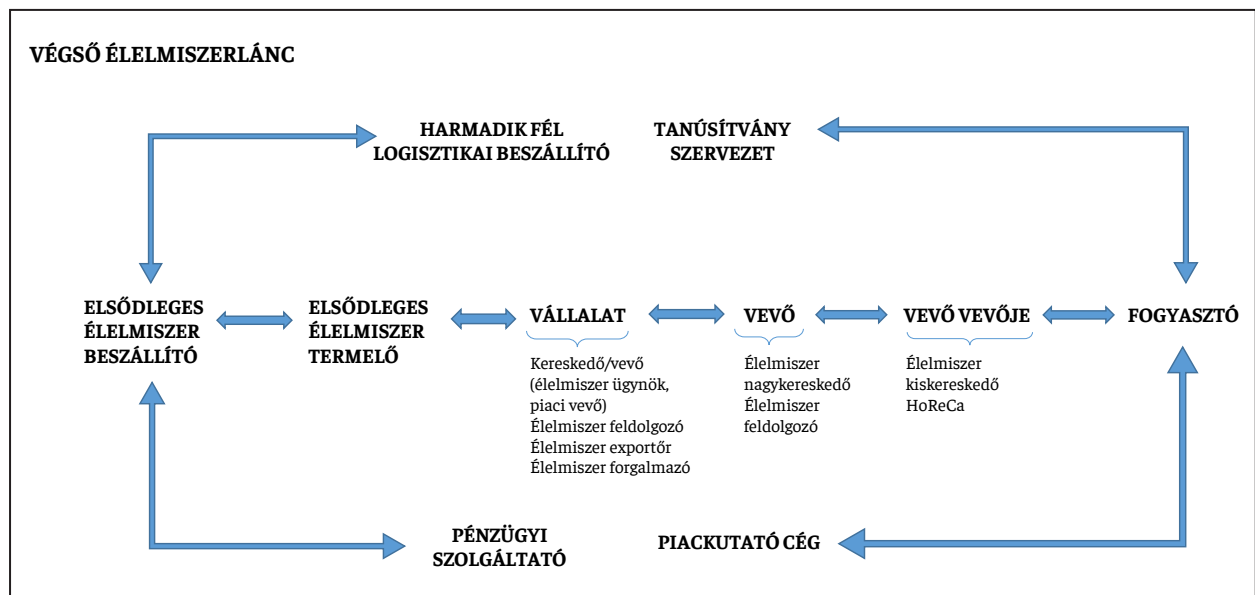 VÉGSŐ ÉLELMISZERLÁNC
HARMADIK FÉL
LOGISZTIKAI BESZÁLLÍTÓ
TANÚSÍTVÁNY
SZERVEZET
ELSŐDLEGES
ÉLELMISZER
BESZÁLLÍTÓ
ELSŐDLEGES
ÉLELMISZER
TERMELŐ
VÁLLALAT
Kereskedő/vevő
(élelmiszer ügynök,
piaci vevő)
Élelmiszer feldolgozó
Élelmiszer exportőr
Élelmiszer forgalmazó
VEVŐ
Élelmiszer
nagykereskedő
Élelmiszer
feldolgozó
VEVŐ VEVŐJE
Élelmiszer
kiskereskedő
HoReCa
FOGYASZTÓ
PÉNZÜGYI
SZOLGÁLTATÓ
PIACKUTATÓ CÉG